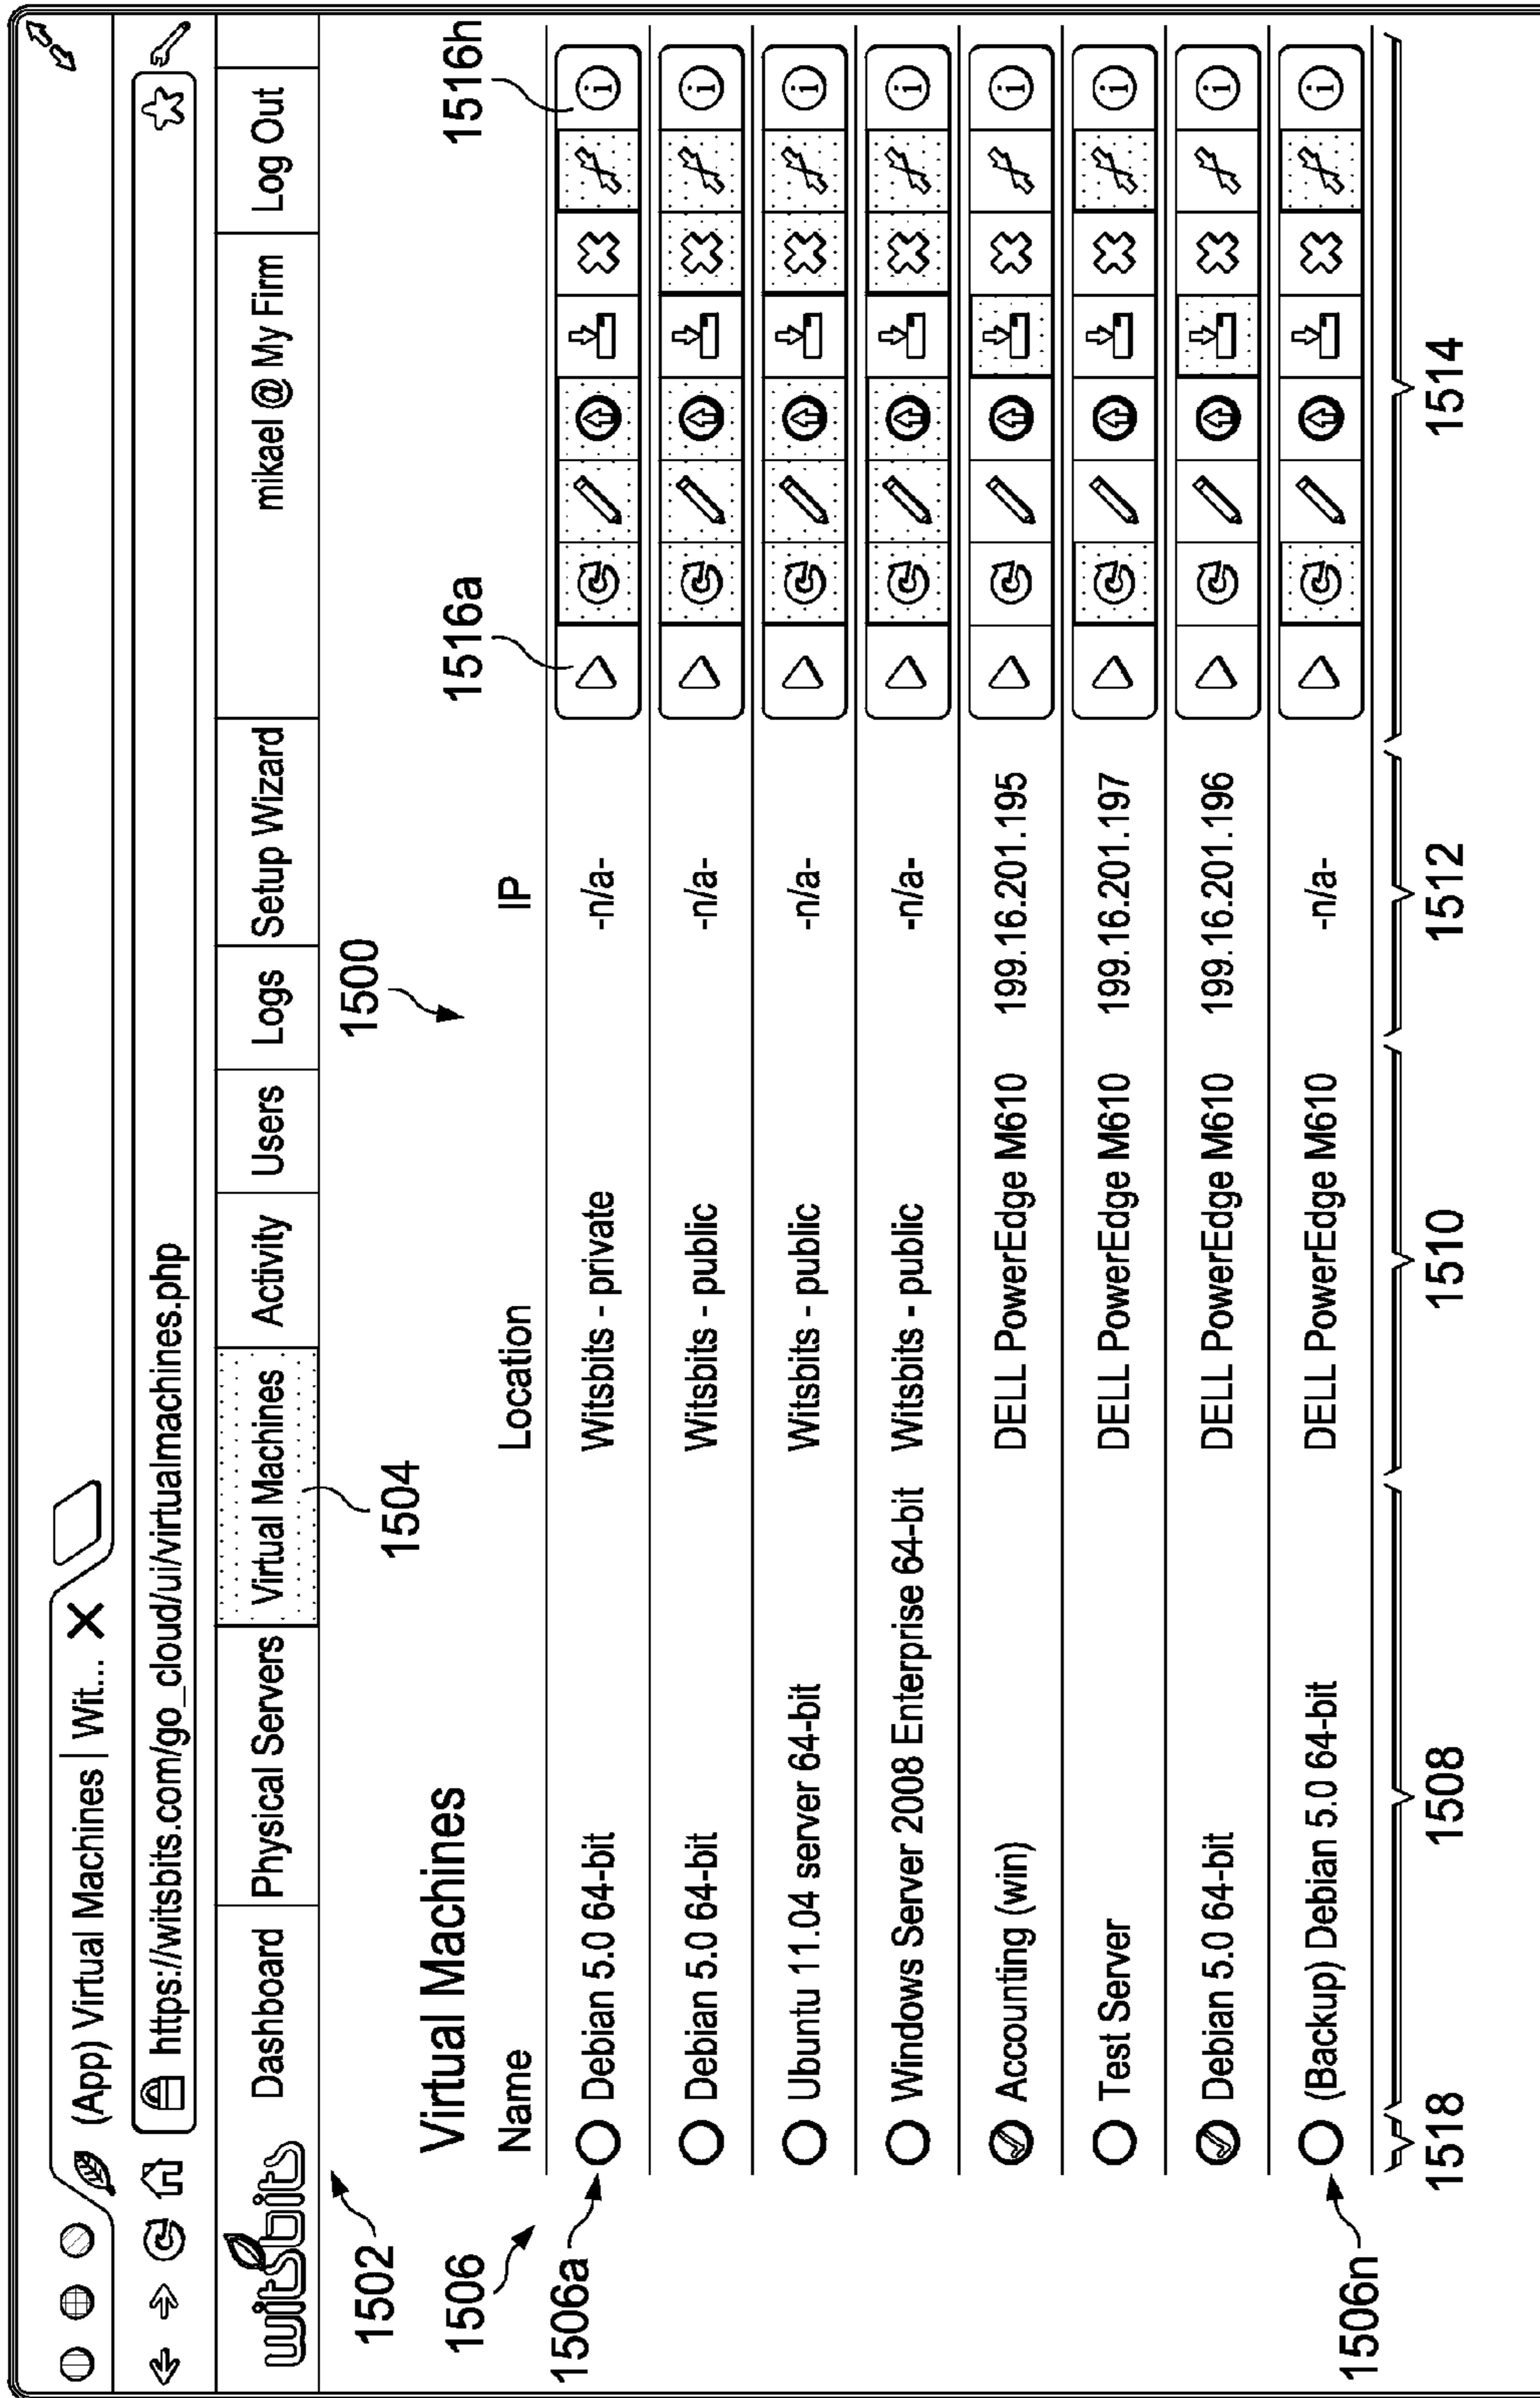 (App) Virtual Machines | Wit...
https://witsbits.com/go_cloud/ui/virtualmachines.php
witsbits Dashboard Physical Servers Virtual Machines Activity Users Logs Setup Wizard mikael @ My Firm Log Out
1502
1504
1500
Virtual Machines
1506
1516a
1516h
Name Location IP
1506a
Debian 5.0 64-bit Witsbits - private -n/a-
Debian 5.0 64-bit Witsbits - public -n/a-
Ubuntu 11.04 server 64-bit Witsbits - public -n/a-
Windows Server 2008 Enterprise 64-bit Witsbits - public -n/a-
Accounting (win) DELL PowerEdge M610 199.16.201.195
Test Server DELL PowerEdge M610 199.16.201.197
Debian 5.0 64-bit DELL PowerEdge M610 199.16.201.196
1506n
(Backup) Debian 5.0 64-bit DELL PowerEdge M610 -n/a-
1518 1508 1510 1512 1514